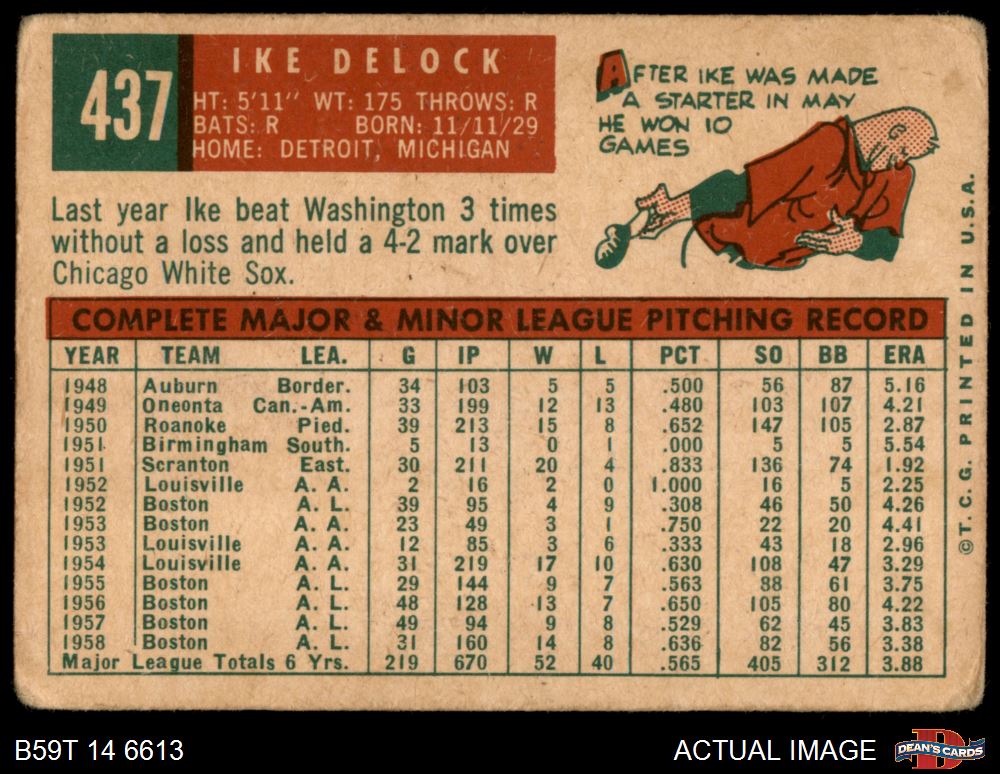 437
IKE DELOCK
HT: 5'11" WT: 175 THROWS: R
BATS: R BORN: 11/11/29
HOME: DETROIT, MICHIGAN
AFTER IKE WAS MADE
A STARTER IN MAY
HE WON 10
GAMES
Last year Ike beat Washington 3 times
without a loss and held a 4-2 mark over
Chicago White Sox.
COMPLETE MAJOR & MINOR LEAGUE PITCHING RECORD
YEAR TEAM LEA. G IP W L PCT SO BB ERA
1948 Auburn Border. 34 103 5 5 .500 56 87 5.16
1949 Oneonta Can.-Am. 33 199 12 13 .480 103 107 4.21
1950 Roanoke Pied. 39 213 15 8 .652 147 105 2.87
1951 Birmingham South. 5 13 0 1 .000 5 5 5.54
1951 Scranton East. 30 211 20 4 .833 136 74 1.92
1952 Louisville A. A. 2 16 2 0 1.000 16 5 2.25
1952 Boston A. L. 39 95 4 9 .308 46 50 4.26
1953 Boston A. A. 23 49 3 1 .750 22 20 4.41
1953 Louisville A. A. 12 85 3 6 .333 43 18 2.96
1954 Louisville A. A. 31 219 17 10 .630 108 47 3.29
1955 Boston A. L. 29 144 9 7 .563 88 61 3.75
1956 Boston A. L. 48 128 13 7 .650 105 80 4.22
1957 Boston A. L. 49 94 9 8 .529 62 45 3.83
1958 Boston A. L. 31 160 14 8 .636 82 56 3.38
Major League Totals 6 Yrs. 219 670 52 40 .565 405 312 3.88
©T. C. G. PRINTED IN U.S.A.
B59T 14 6613
ACTUAL IMAGE
D
DEAN'S CARDS